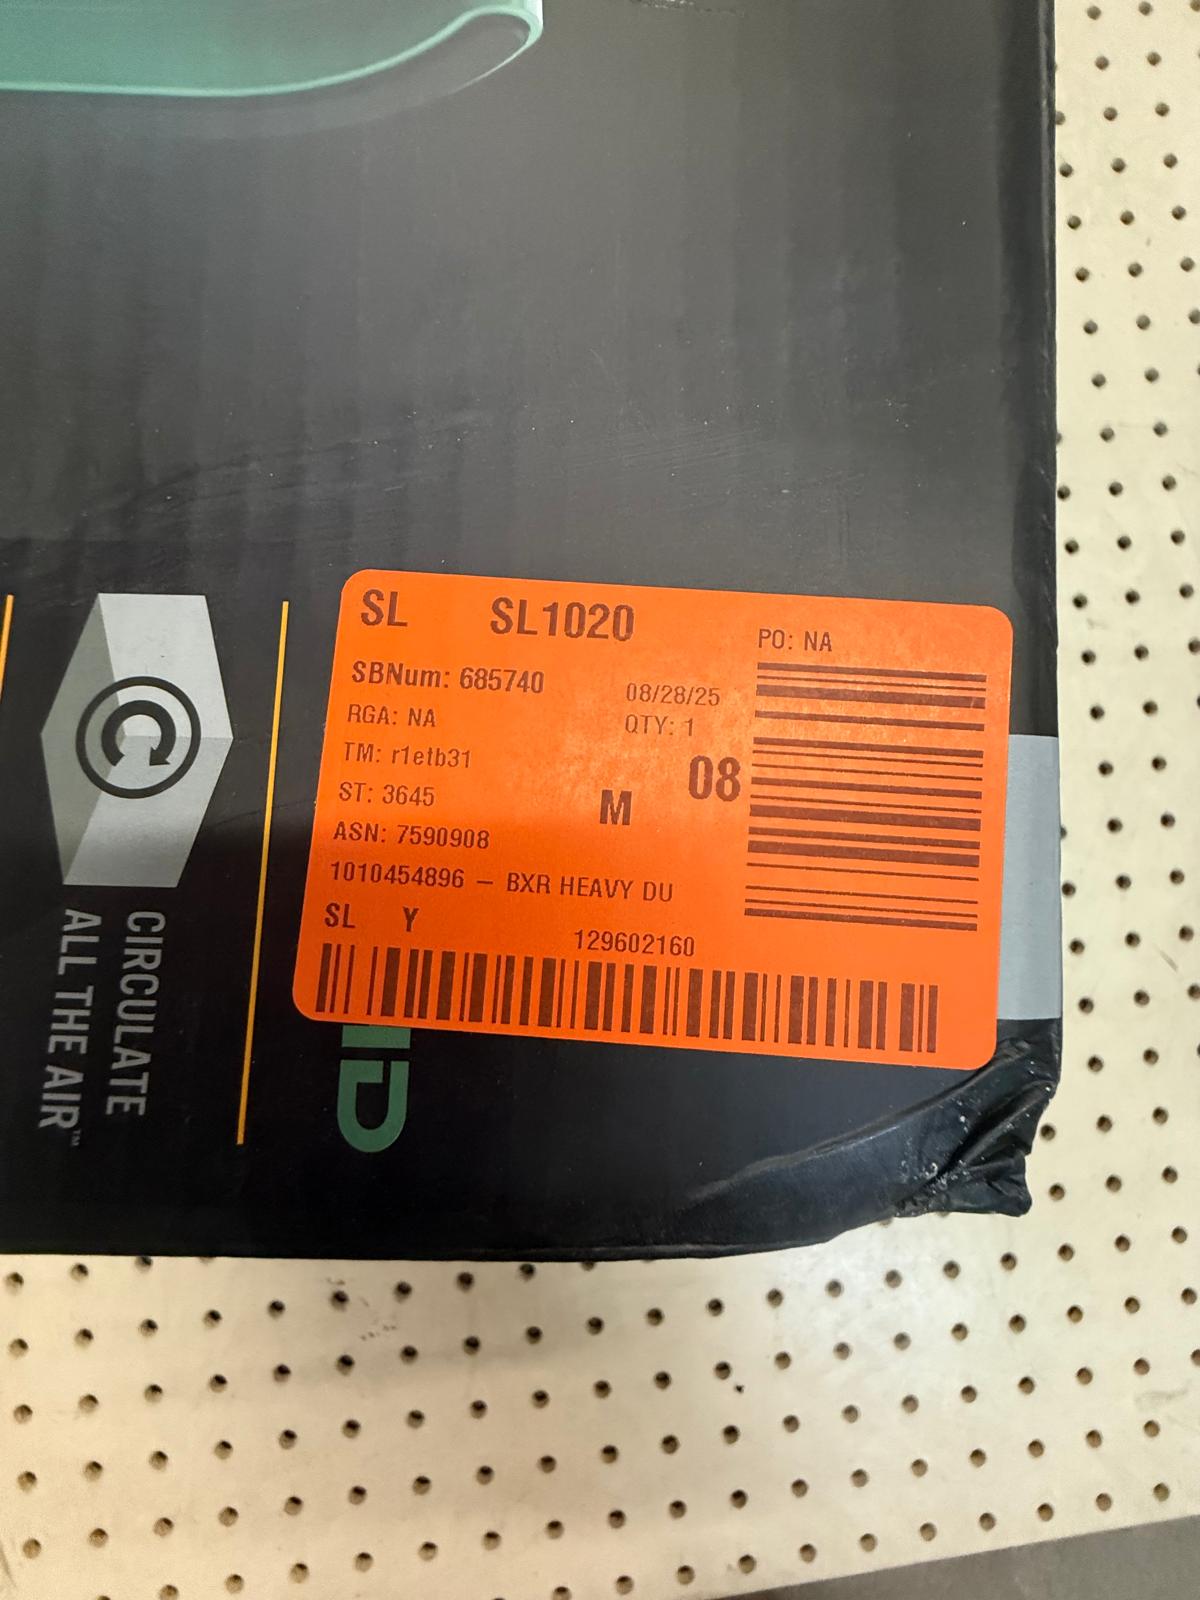 SL SL1020
PO: NA
SBNum: 685740
08/28/25
RGA: NA
QTY: 1
TM: r1etb31
08
ST: 3645
M
ASN: 7590908
1010454896 – BXR HEAVY DU
SL Y
129602160
CIRCULATE
ALL THE AIR™